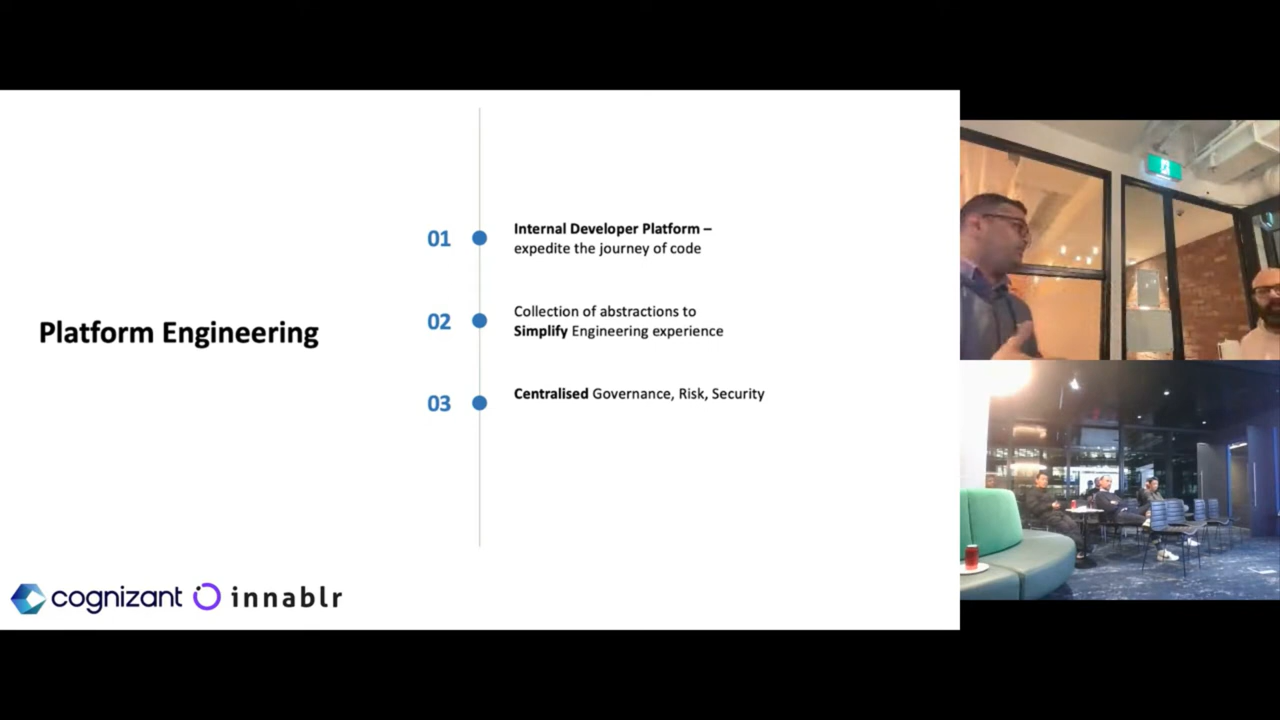 Platform Engineering
01
Internal Developer Platform –
expedite the journey of code
02
Collection of abstractions to
Simplify Engineering experience
03
Centralised Governance, Risk, Security
cognizant innablr